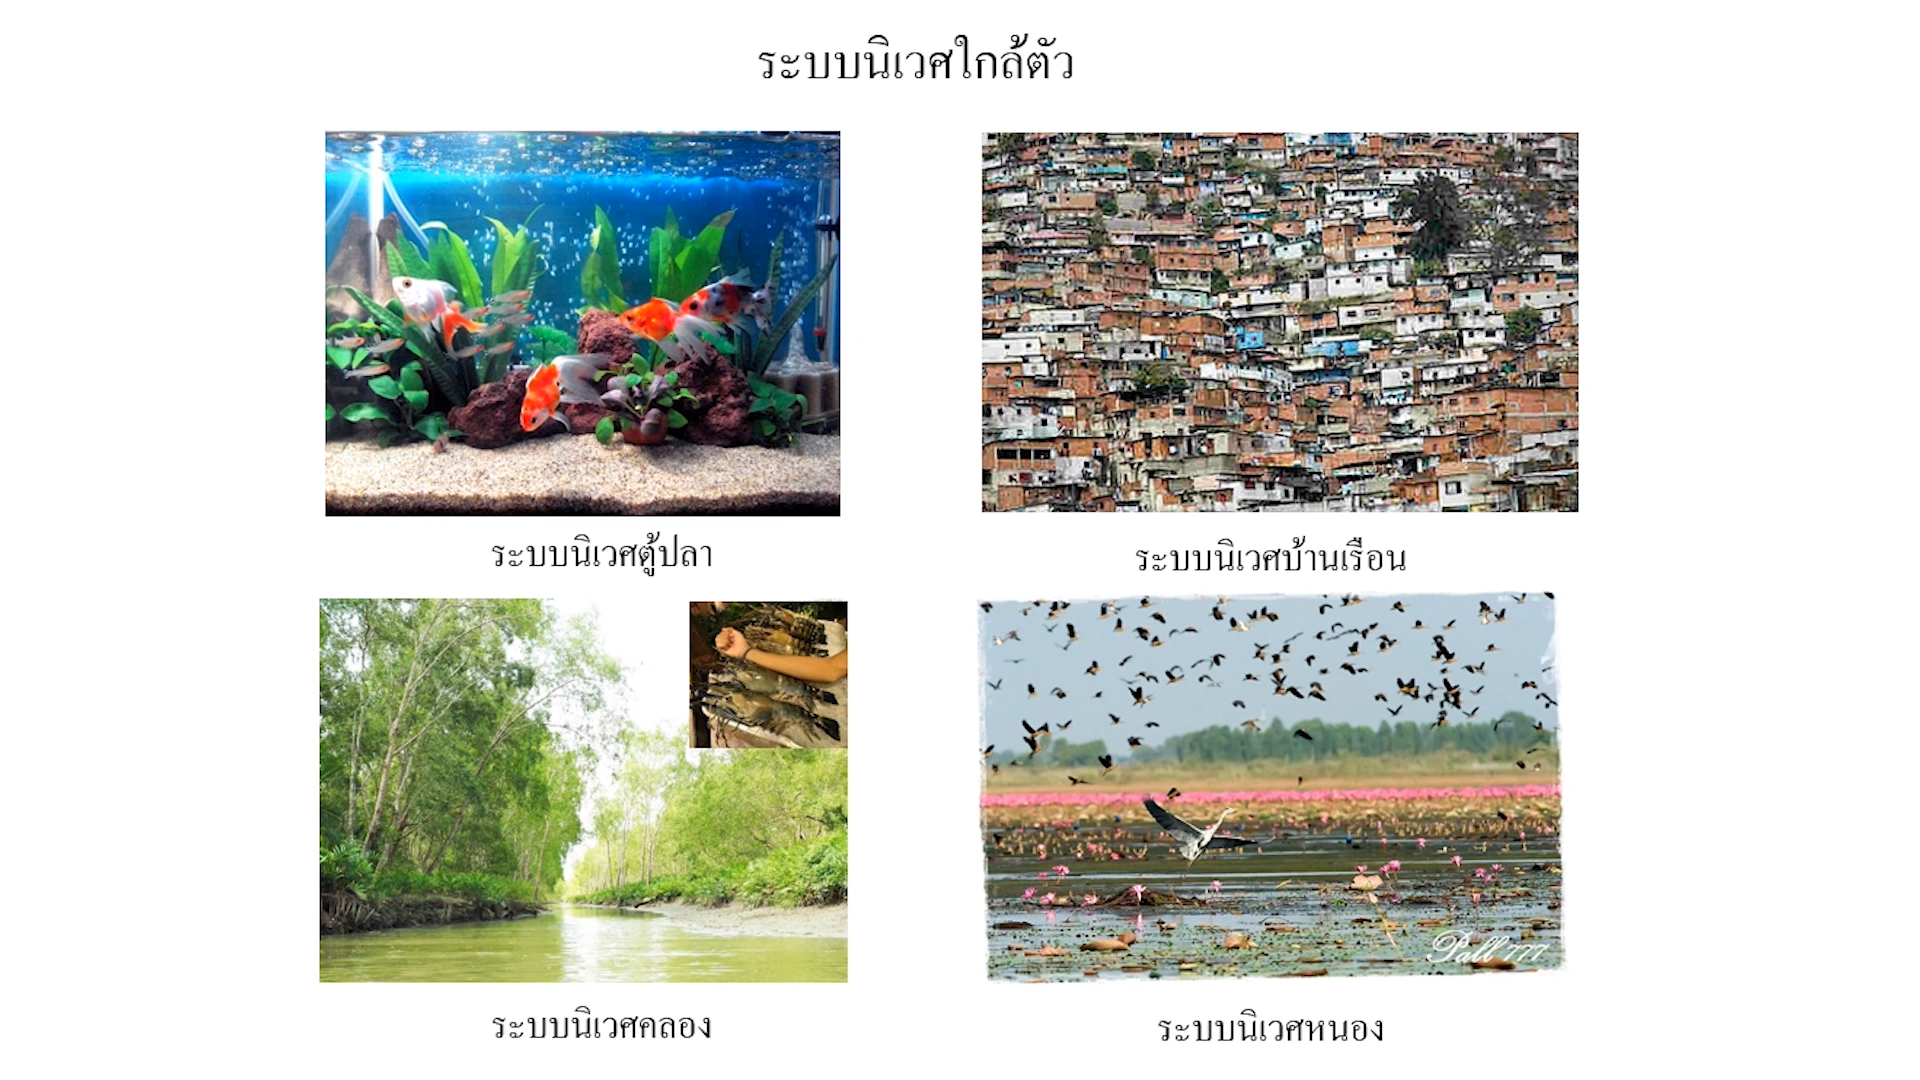 ระบบนิเวศใกล้ตัว
ระบบนิเวศตู้ปลา
ระบบนิเวศบ้านเรือน
ระบบนิเวศคลอง
Pall 777
ระบบนิเวศหนอง